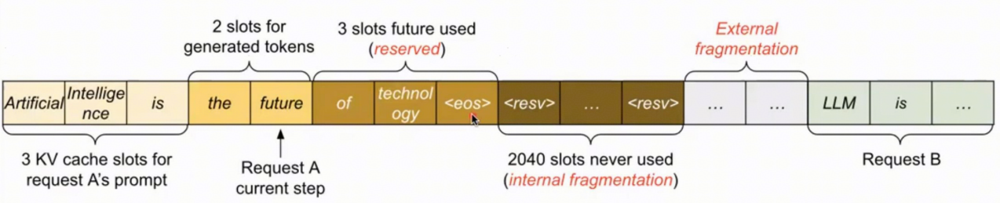 2 slots for
generated tokens
3 slots future used
(reserved)
External
fragmentation
Artificial
Intellige
nce
is
the
future
of
technol
ogy
<eos>
<resv>
...
<resv>
...
...
LLM
is
...
3 KV cache slots for
request A's prompt
Request A
current step
2040 slots never used
(internal fragmentation)
Request B